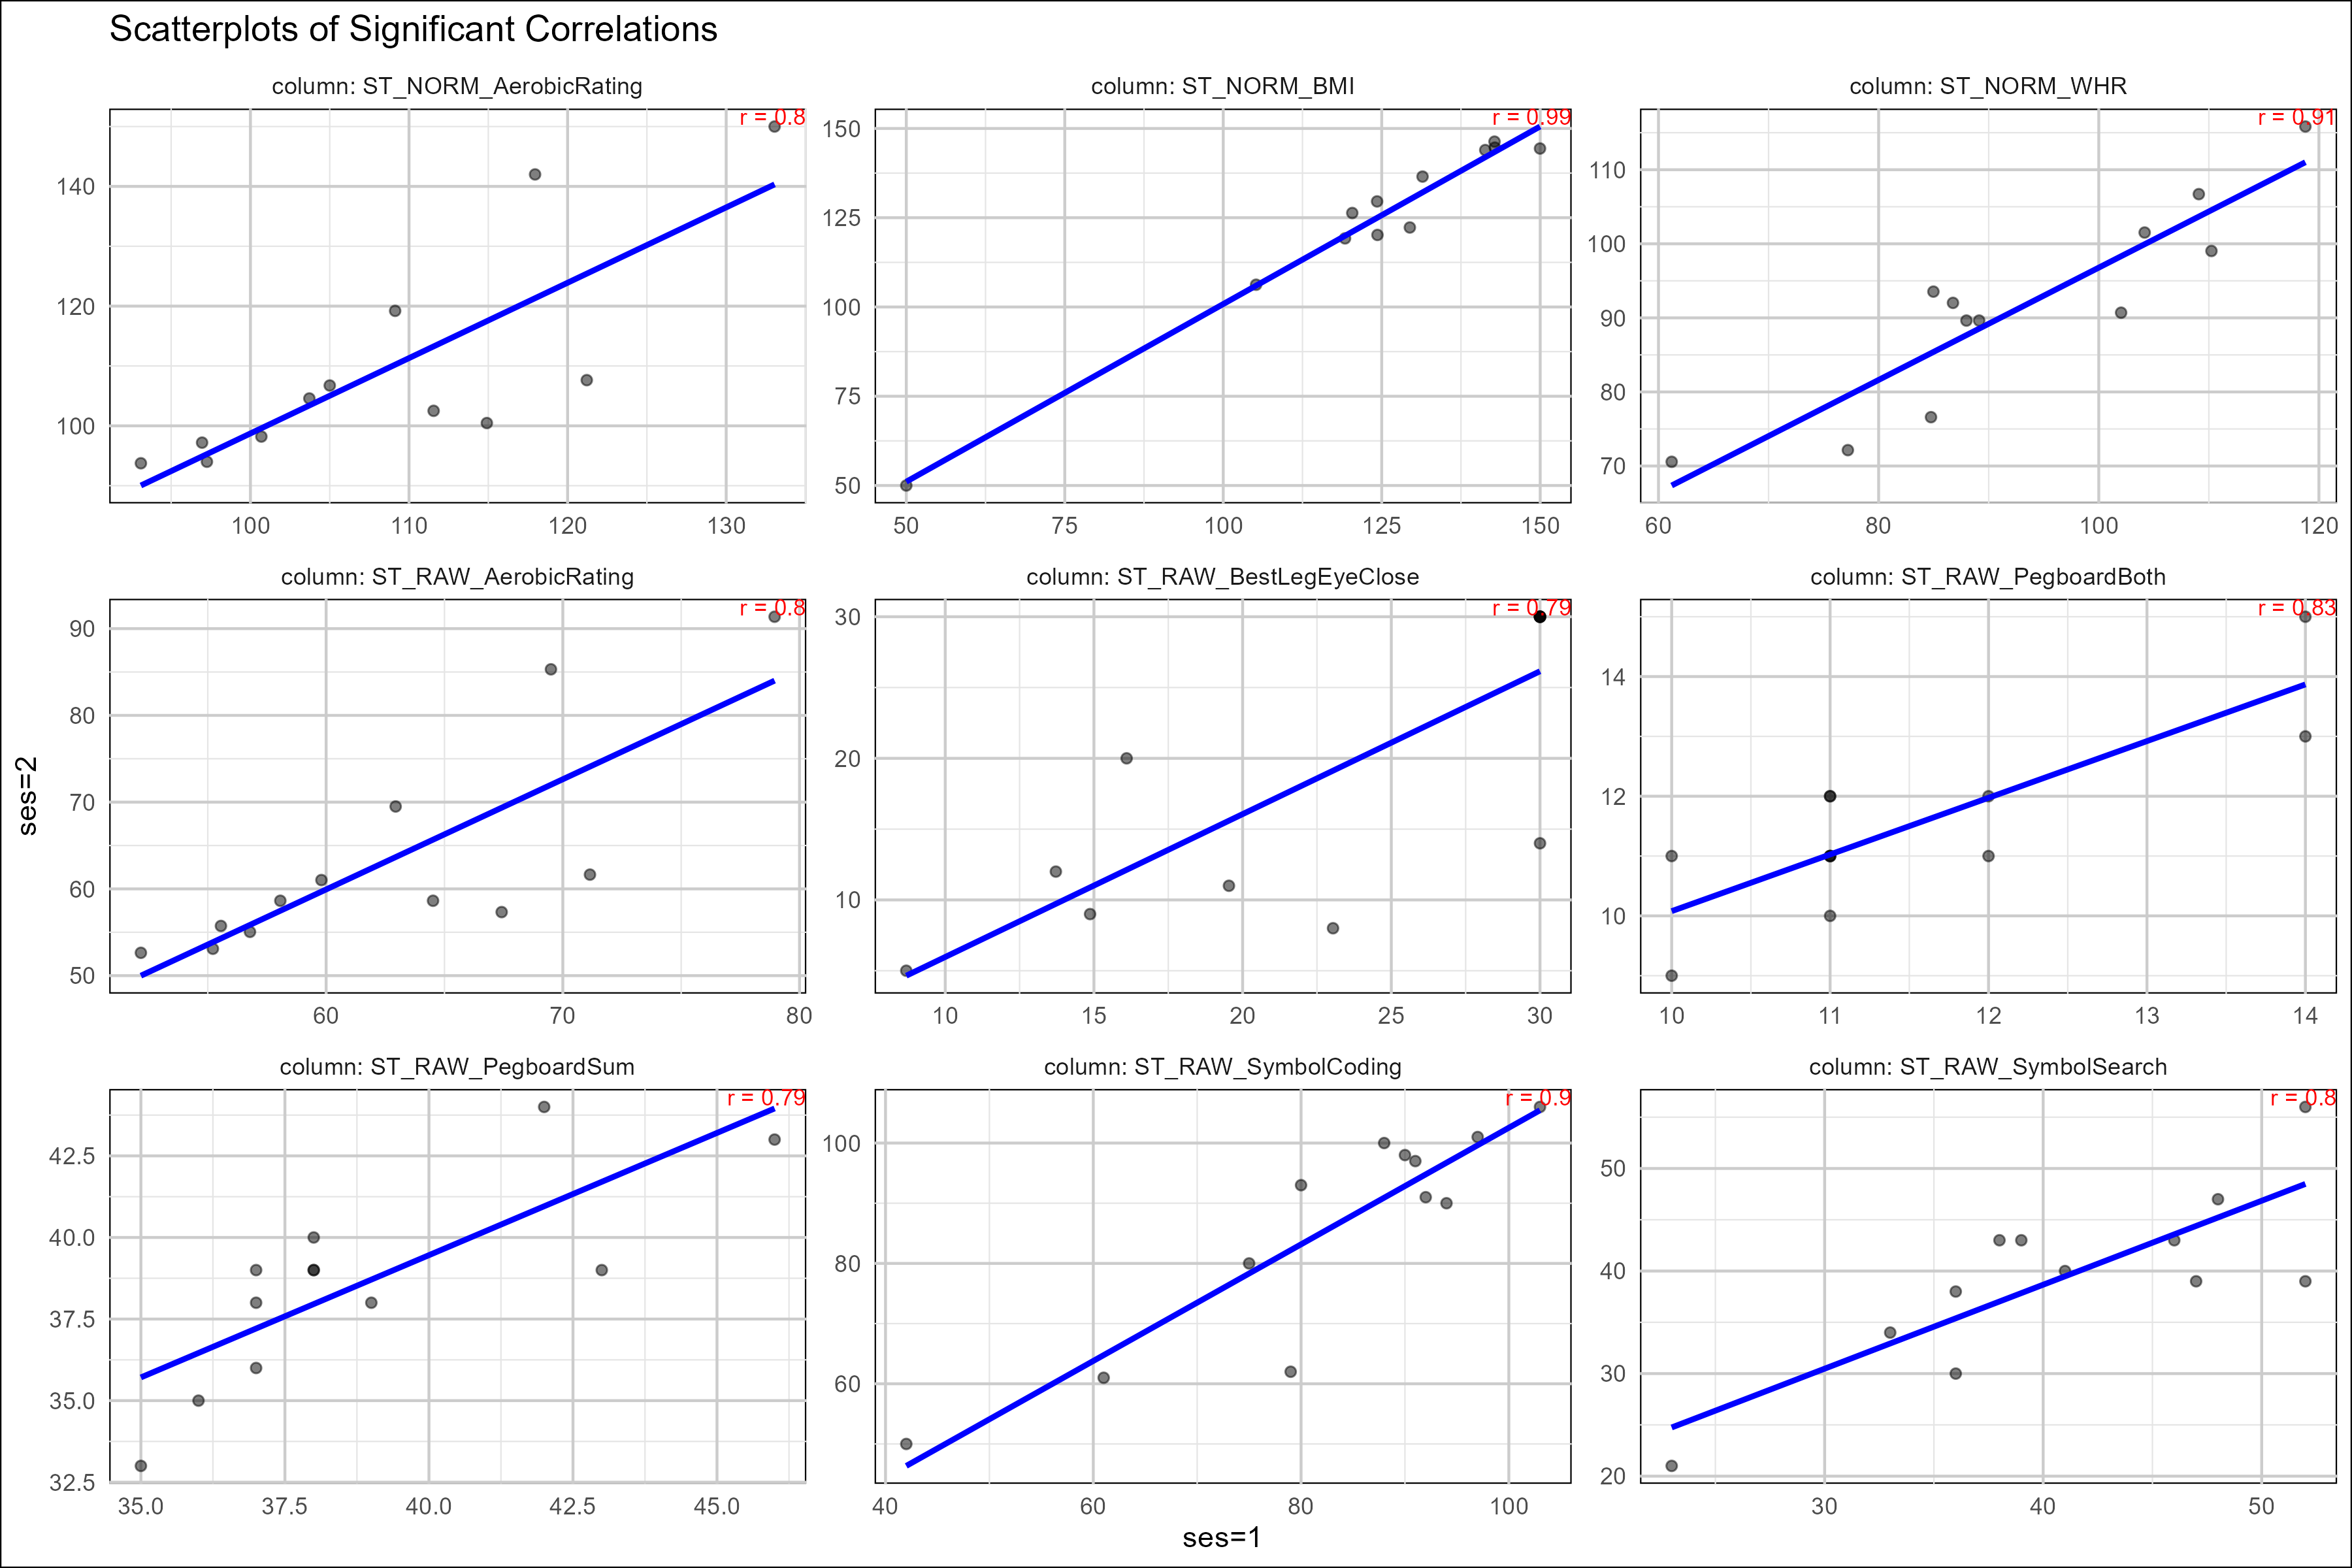 Scatterplots of Significant Correlations
column: ST_NORM_AerobicRating
column: ST_NORM_BMI
column: ST_NORM_WHR
r = 0.8
r = 0.99
r = 0.91
140
120
100
150
125
100
75
50
110
100
90
80
70
100 110 120 130
50 75 100 125 150
60 80 100 120
column: ST_RAW_AerobicRating
column: ST_RAW_BestLegEyeClose
column: ST_RAW_PegboardBoth
r = 0.8
r = 0.79
r = 0.83
90
80
70
60
50
30
20
10
14
12
10
60 70 80
10 15 20 25 30
10 11 12 13 14
ses=2
column: ST_RAW_PegboardSum
column: ST_RAW_SymbolCoding
column: ST_RAW_SymbolSearch
r = 0.79
r = 0.9
r = 0.8
42.5
40.0
37.5
35.0
32.5
100
80
60
50
40
30
20
35.0 37.5 40.0 42.5 45.0
40 60 80 100
30 40 50
ses=1